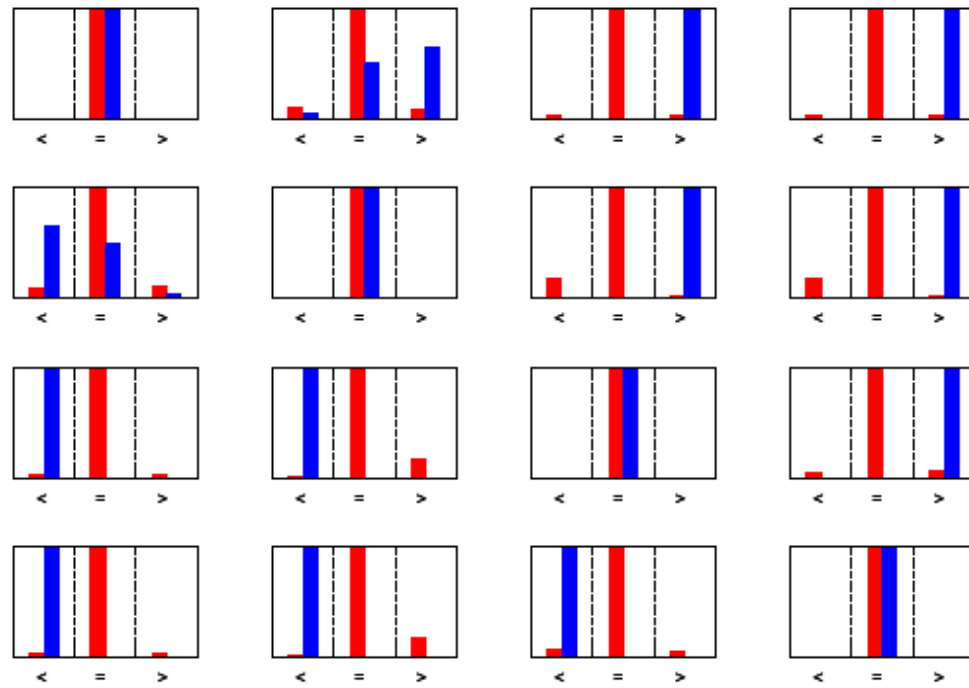 < = > < = > < = > < = >
< = > < = > < = > < = >
< = > < = > < = > < = >
< = > < = > < = > < = >